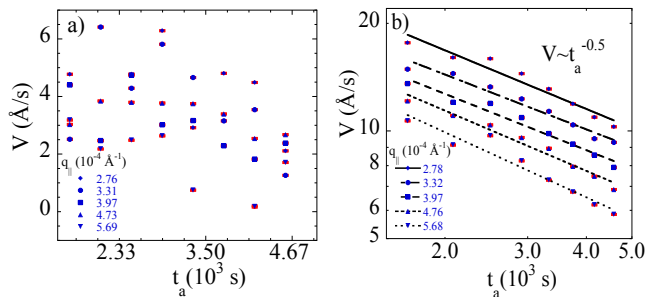 a)
V (Å/s)
6
4
2
0
q|| (10⁻⁴ Å⁻¹)
2.76
3.31
3.97
4.73
5.69
2.33 3.50 4.67
tₐ (10³ s)
b)
V~tₐ⁻⁰·⁵
V (Å/s)
20
10
9
8
7
6
5
q|| (10⁻⁴ Å⁻¹)
2.78
3.32
3.97
4.76
5.68
2.0 3.0 4.0 5.0
tₐ (10³ s)